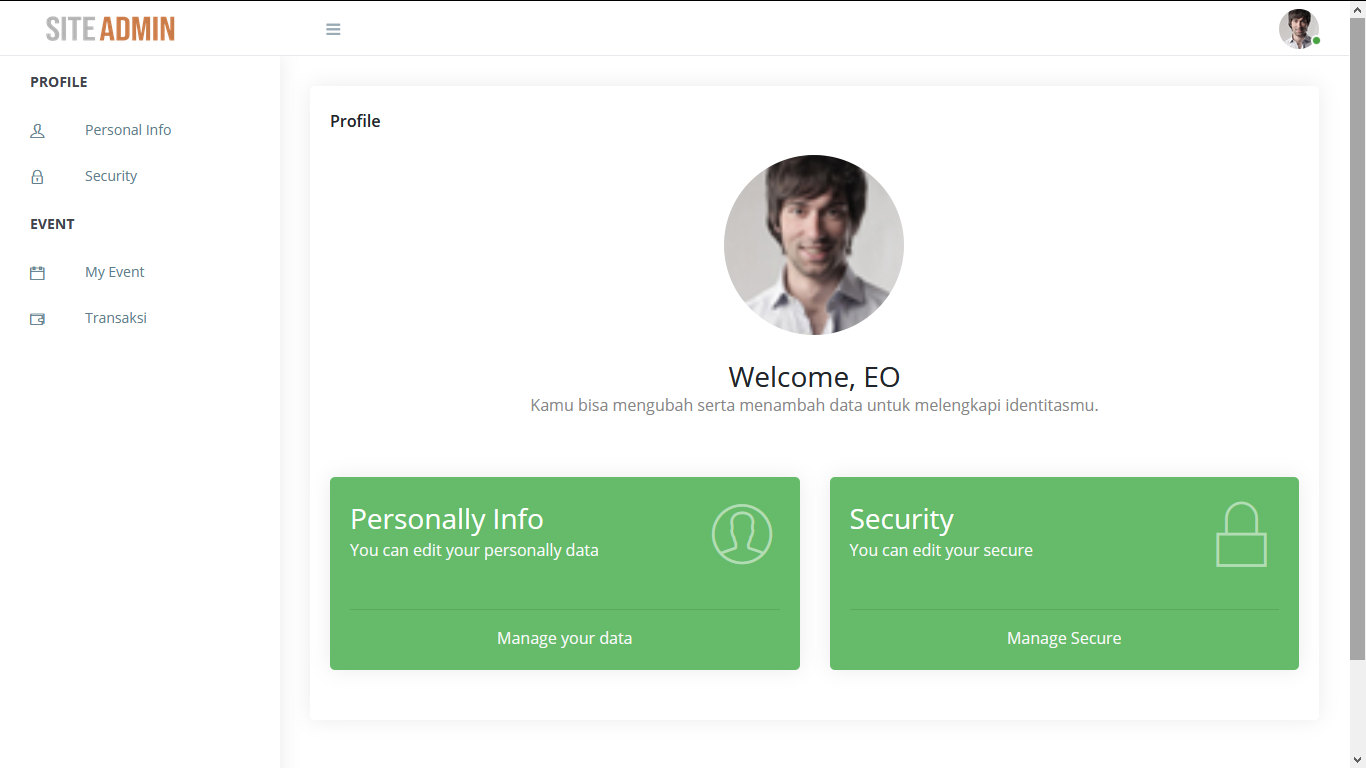 SITE ADMIN
PROFILE
Personal Info
Security
EVENT
My Event
Transaksi
Profile
Welcome, EO
Kamu bisa mengubah serta menambah data untuk melengkapi identitasmu.
Personally Info
You can edit your personally data
Manage your data
Security
You can edit your secure
Manage Secure